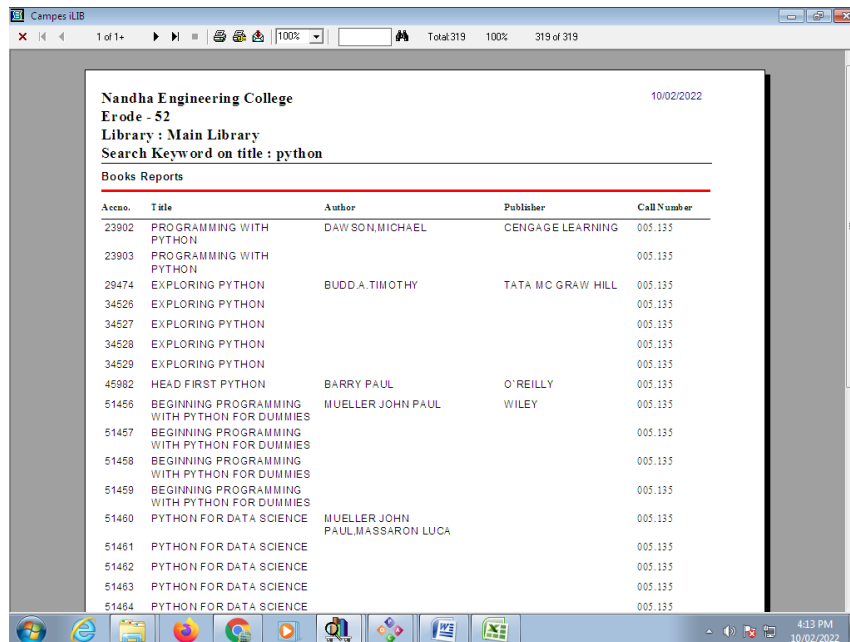 Campes iLIB
1 of 1+ 100% Total:319 100% 319 of 319
Nandha Engineering College 10/02/2022
Erode - 52
Library : Main Library
Search Keyword on title : python
Books Reports
Accno. Title Author Publisher Call Number
23902 PROGRAMMING WITH DAWSON,MICHAEL CENGAGE LEARNING 005.135
PYTHON
23903 PROGRAMMING WITH 005.135
PYTHON
29474 EXPLORING PYTHON BUDD.A.TIMOTHY TATA MC GRAW HILL 005.135
34526 EXPLORING PYTHON 005.135
34527 EXPLORING PYTHON 005.135
34528 EXPLORING PYTHON 005.135
34529 EXPLORING PYTHON 005.135
45982 HEAD FIRST PYTHON BARRY PAUL O`REILLY 005.135
51456 BEGINNING PROGRAMMING MUELLER JOHN PAUL WILEY 005.135
WITH PYTHON FOR DUMMIES
51457 BEGINNING PROGRAMMING 005.135
WITH PYTHON FOR DUMMIES
51458 BEGINNING PROGRAMMING 005.135
WITH PYTHON FOR DUMMIES
51459 BEGINNING PROGRAMMING 005.135
WITH PYTHON FOR DUMMIES
51460 PYTHON FOR DATA SCIENCE MUELLER JOHN 005.135
PAUL,MASSARON LUCA
51461 PYTHON FOR DATA SCIENCE 005.135
51462 PYTHON FOR DATA SCIENCE 005.135
51463 PYTHON FOR DATA SCIENCE 005.135
51464 PYTHON FOR DATA SCIENCE 005.135
4:13 PM
10/02/2022